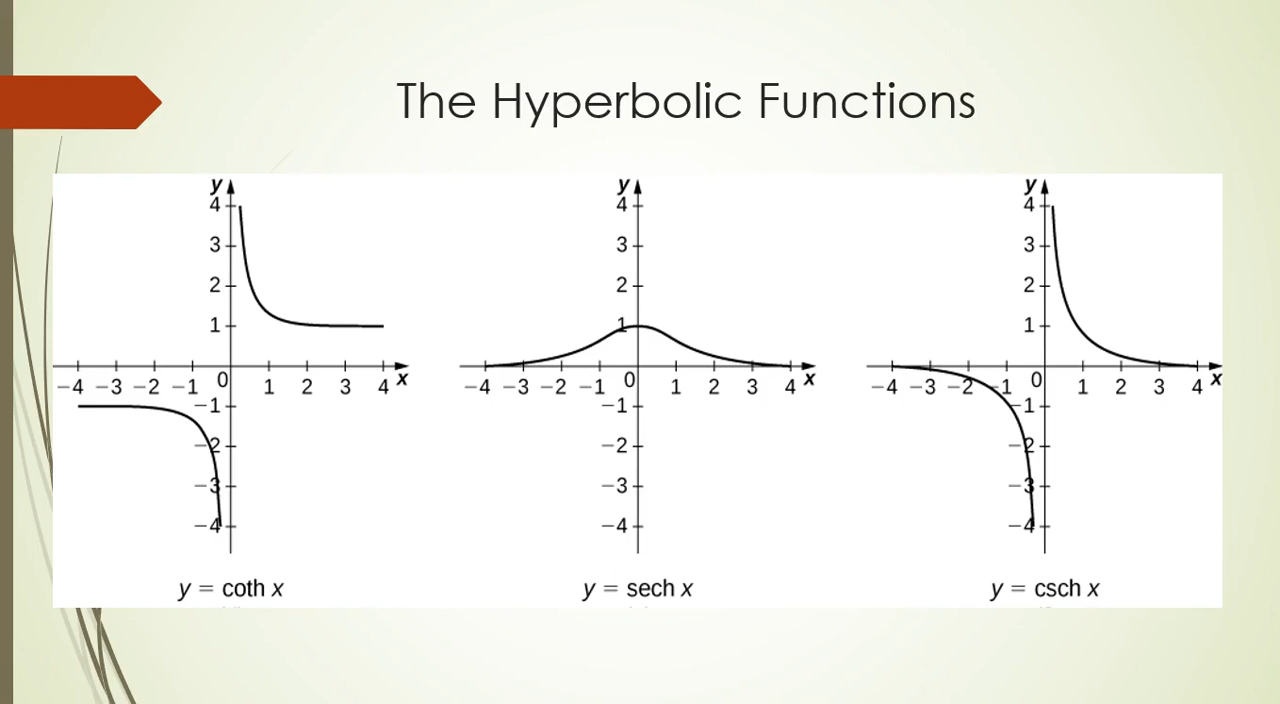 The Hyperbolic Functions
y
4
3
2
1
−4 −3 −2 −1 0 1 2 3 4 x
−1
−2
−3
−4
y = coth x
y
4
3
2
1
−4 −3 −2 −1 0 1 2 3 4 x
−1
−2
−3
−4
y = sech x
y
4
3
2
1
−4 −3 −2 −1 0 1 2 3 4 x
−1
−2
−3
−4
y = csch x